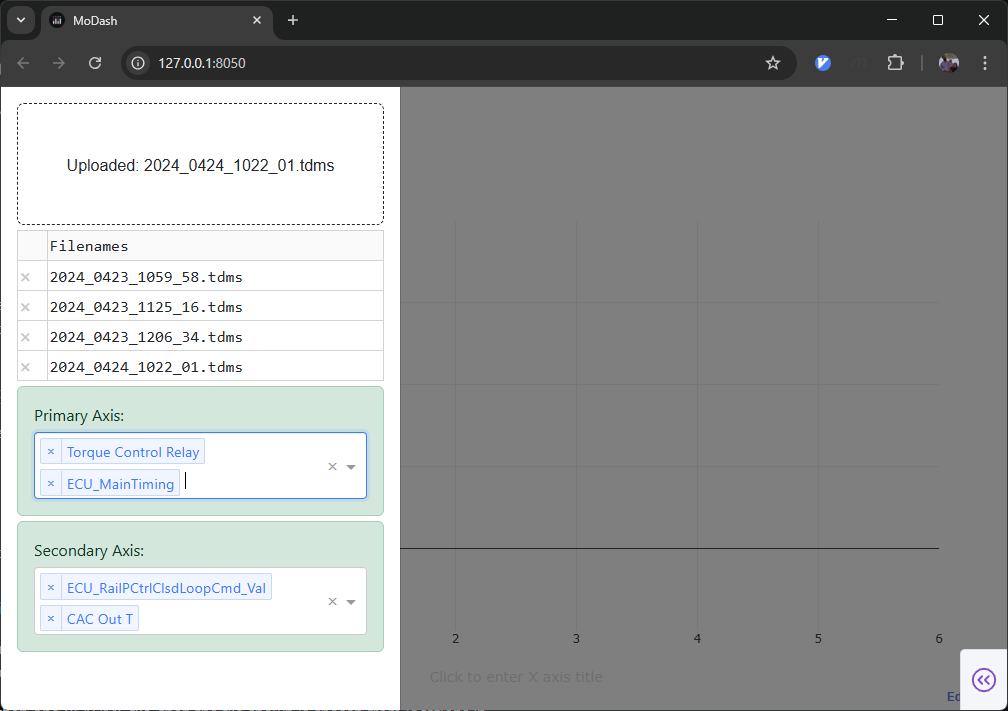 MoDash
127.0.0.1:8050
Uploaded: 2024_0424_1022_01.tdms
Filenames
2024_0423_1059_58.tdms
2024_0423_1125_16.tdms
2024_0423_1206_34.tdms
2024_0424_1022_01.tdms
Primary Axis:
× Torque Control Relay
× ECU_MainTiming
Secondary Axis:
× ECU_RailPCtrlClsdLoopCmd_Val
× CAC Out T
2 3 4 5 6
Click to enter X axis title
Ed